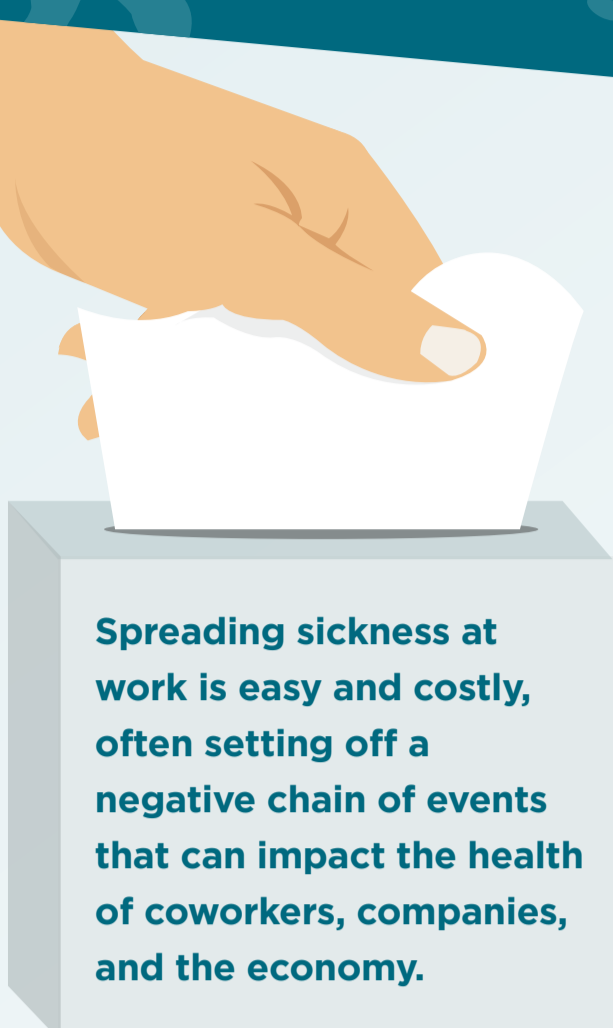 Spreading sickness at
work is easy and costly,
often setting off a
negative chain of events
that can impact the health
of coworkers, companies,
and the economy.